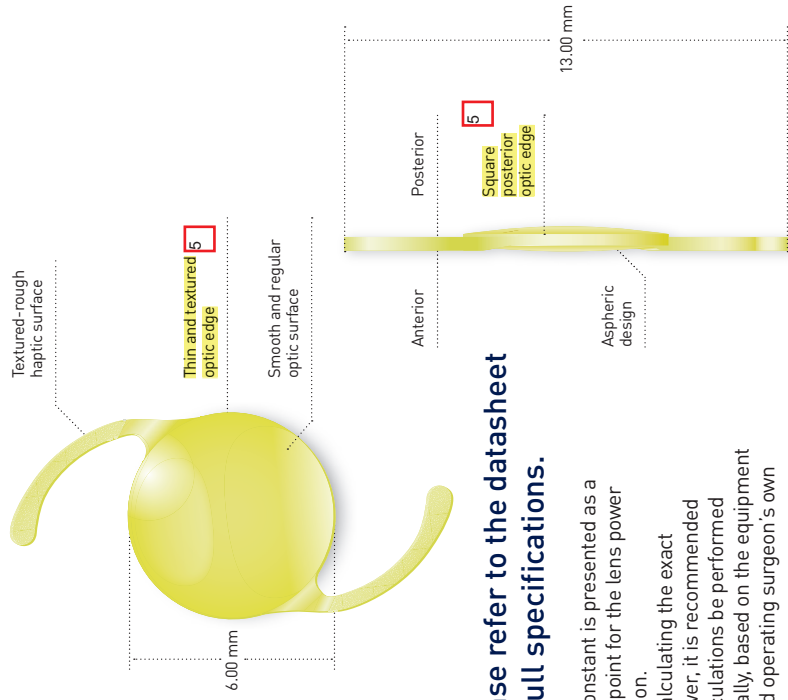 Textured-rough
haptic surface
Thin and textured 5
optic edge
Smooth and regular
optic surface
6.00 mm
Anterior
Posterior
5
Square
posterior
optic edge
Aspheric
design
13.00 mm
se refer to the datasheet
ull specifications.
onstant is presented as a
point for the lens power
on.
alculating the exact
ver, it is recommended
culations be performed
ally, based on the equipment
d operating surgeon's own